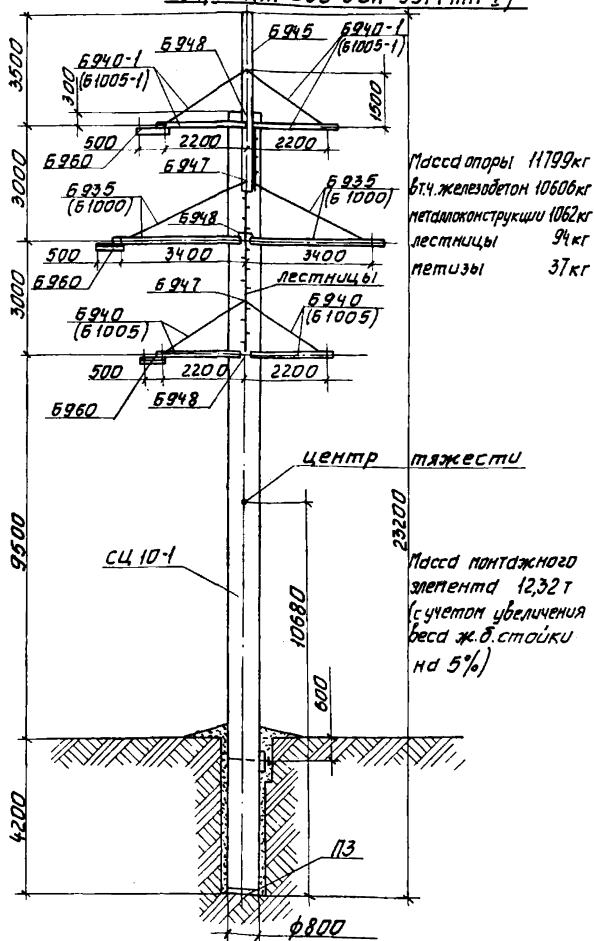 3500
3000
3000
9500
4200
300
Б948
Б945
Б940-1
(Б1005-1)
Б940-1
(Б1005-1)
1500
500
2200
2200
Б960
Б947
Б935
(Б1000)
Б948
Б935
(Б1000)
500
3400
3400
Б960
Б947
лестницы
Б940
(Б1005)
Б940
(Б1005)
500
2200
2200
Б960
Б948
Масса опоры 11799кг
в т.ч. железобетон 10606кг
металлоконструкции 1062кг
лестницы 94кг
метизы 37кг
центр тяжести
СЦ 10-1
10680
23200
600
Масса монтажного
элемента 12,32 т
(с учетом увеличения
веса ж.б. стойки
на 5%)
П3
ф800